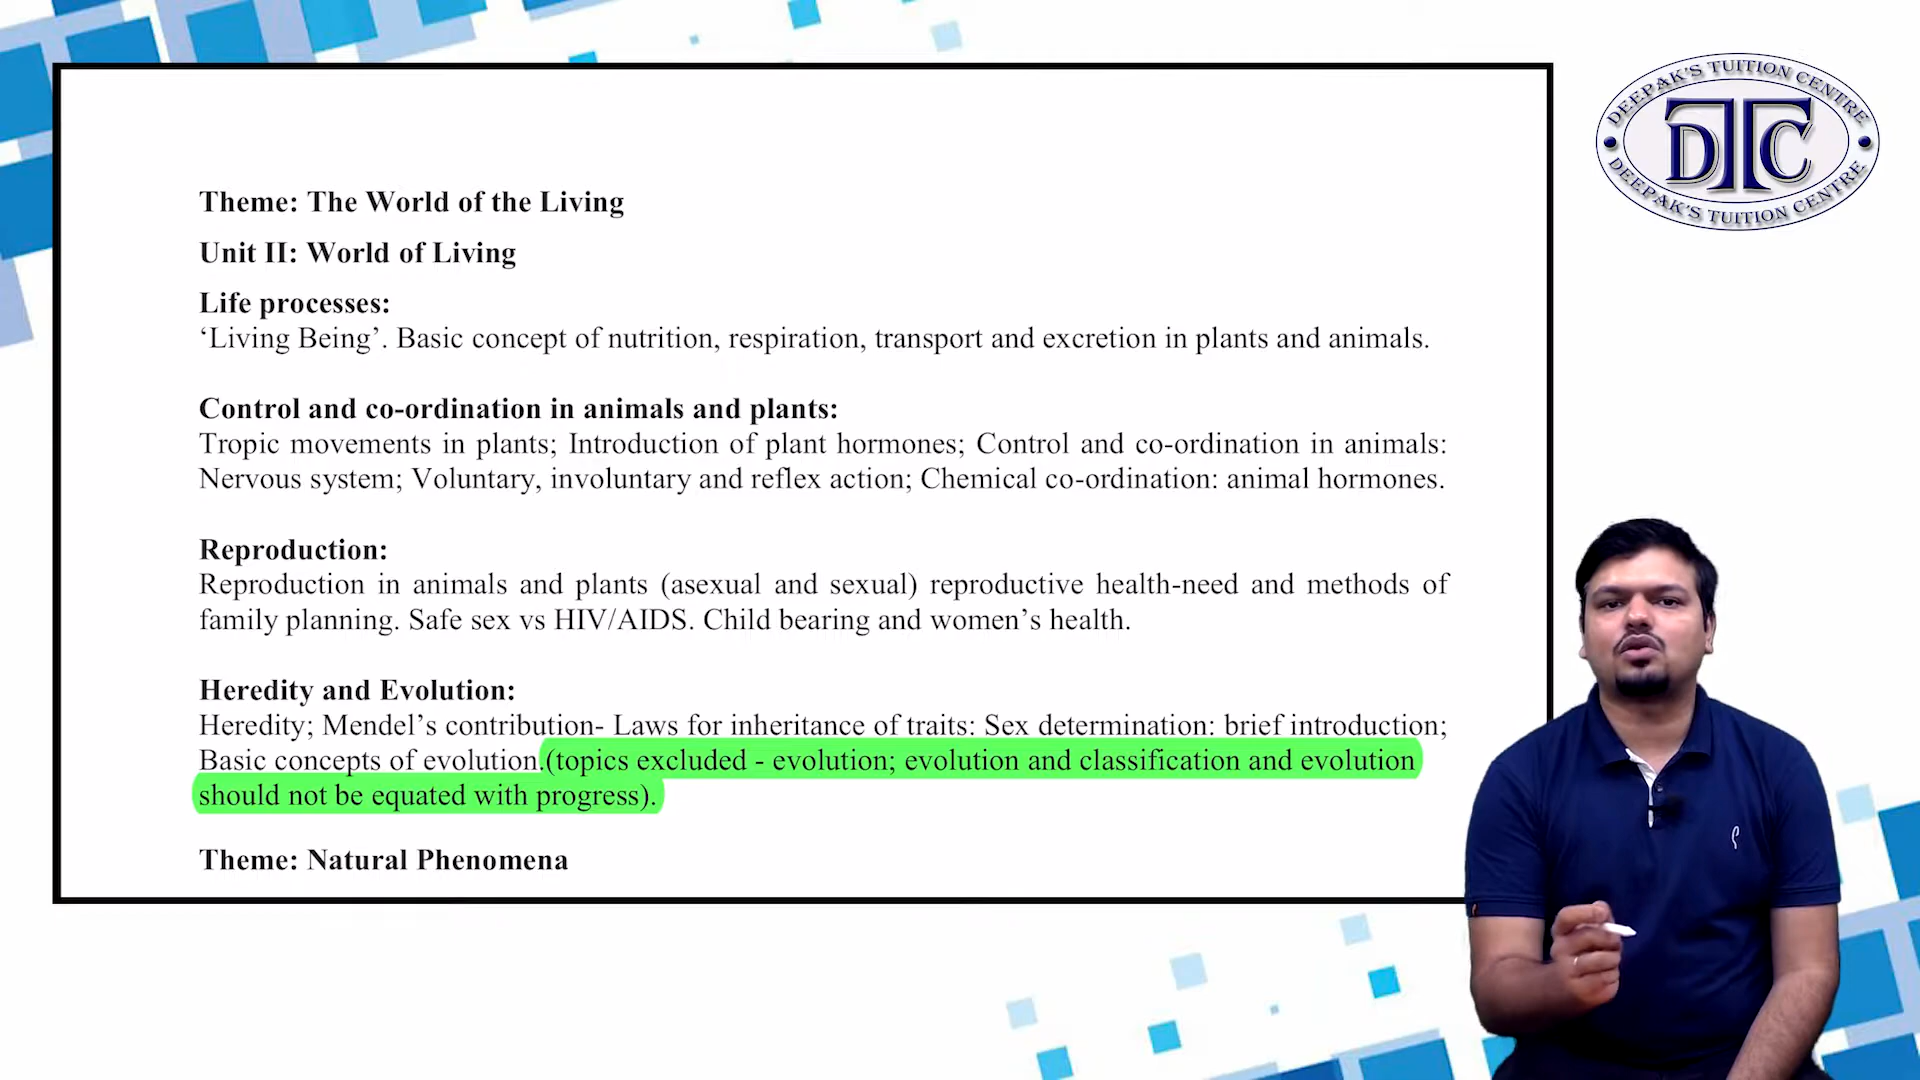 Theme: The World of the Living
Unit II: World of Living
Life processes:
‘Living Being’. Basic concept of nutrition, respiration, transport and excretion in plants and animals.
Control and co-ordination in animals and plants:
Tropic movements in plants; Introduction of plant hormones; Control and co-ordination in animals:
Nervous system; Voluntary, involuntary and reflex action; Chemical co-ordination: animal hormones.
Reproduction:
Reproduction in animals and plants (asexual and sexual) reproductive health-need and methods of
family planning. Safe sex vs HIV/AIDS. Child bearing and women’s health.
Heredity and Evolution:
Heredity; Mendel’s contribution- Laws for inheritance of traits: Sex determination: brief introduction;
Basic concepts of evolution.(topics excluded - evolution; evolution and classification and evolution
should not be equated with progress).
Theme: Natural Phenomena
DEEPAK'S TUITION CENTRE
DTC
DEEPAK'S TUITION CENTRE